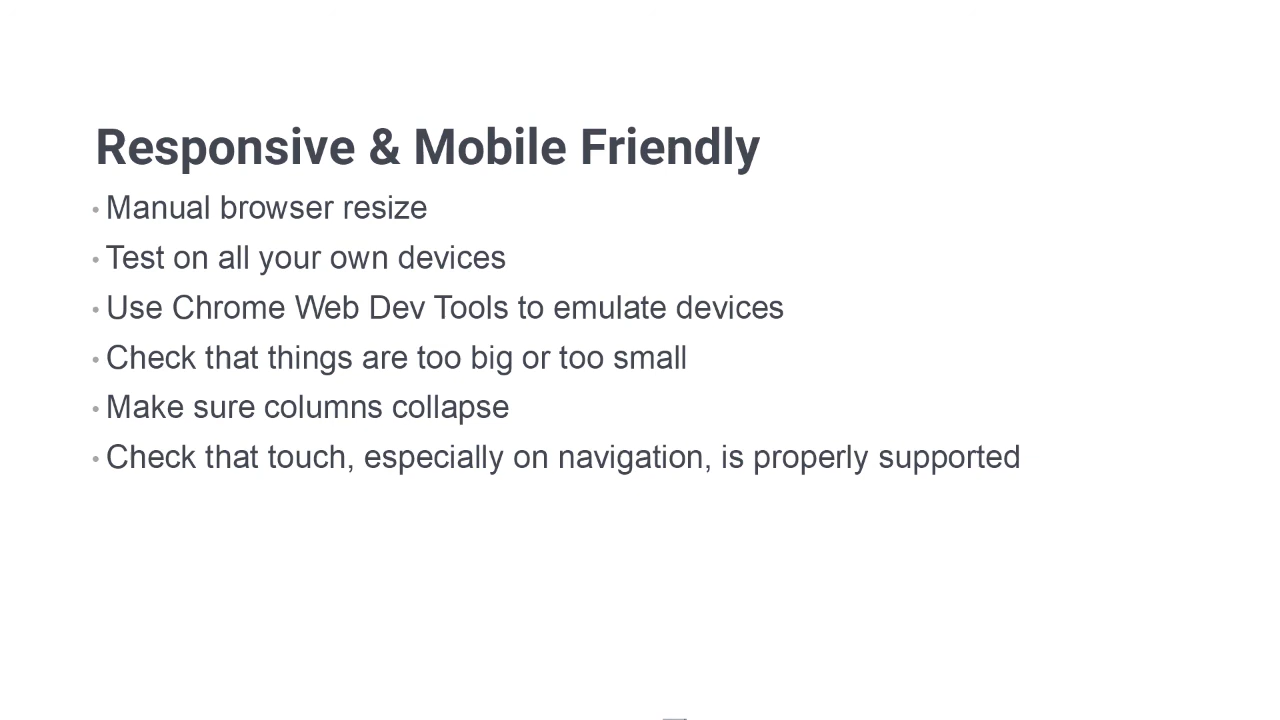 Responsive & Mobile Friendly
• Manual browser resize
• Test on all your own devices
• Use Chrome Web Dev Tools to emulate devices
• Check that things are too big or too small
• Make sure columns collapse
• Check that touch, especially on navigation, is properly supported